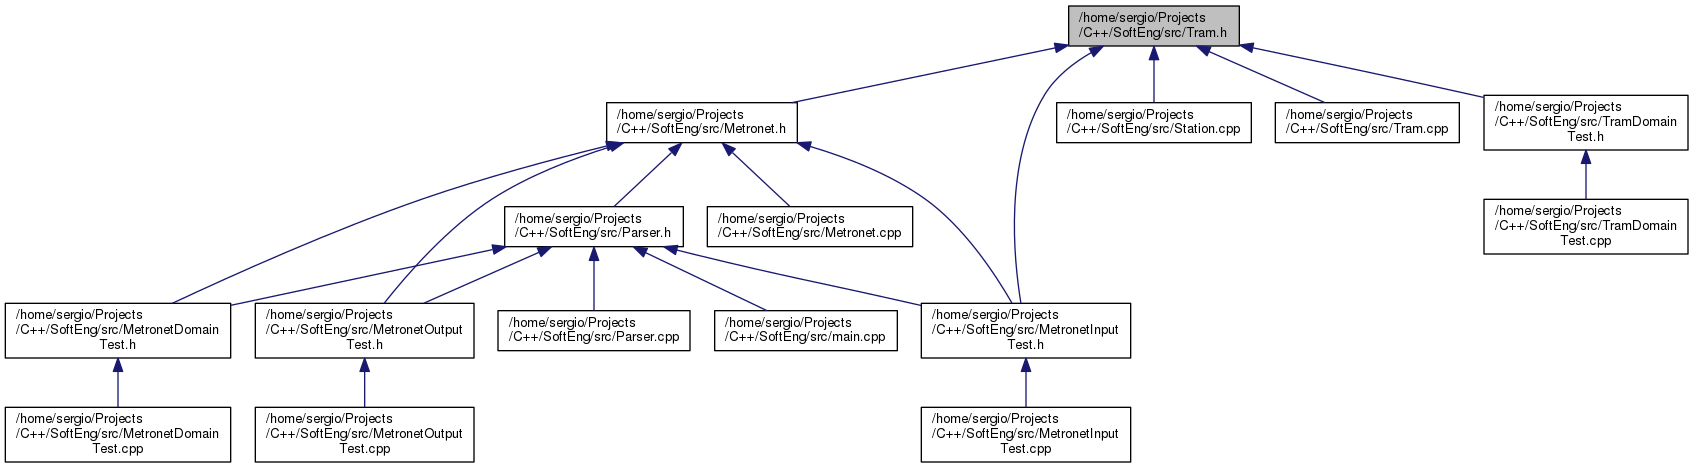 /home/sergio/Projects
/C++/SoftEng/src/Tram.h
/home/sergio/Projects
/C++/SoftEng/src/Metronet.h
/home/sergio/Projects
/C++/SoftEng/src/Station.cpp
/home/sergio/Projects
/C++/SoftEng/src/Tram.cpp
/home/sergio/Projects
/C++/SoftEng/src/TramDomain
Test.h
/home/sergio/Projects
/C++/SoftEng/src/Parser.h
/home/sergio/Projects
/C++/SoftEng/src/Metronet.cpp
/home/sergio/Projects
/C++/SoftEng/src/TramDomain
Test.cpp
/home/sergio/Projects
/C++/SoftEng/src/MetronetDomain
Test.h
/home/sergio/Projects
/C++/SoftEng/src/MetronetOutput
Test.h
/home/sergio/Projects
/C++/SoftEng/src/Parser.cpp
/home/sergio/Projects
/C++/SoftEng/src/main.cpp
/home/sergio/Projects
/C++/SoftEng/src/MetronetInput
Test.h
/home/sergio/Projects
/C++/SoftEng/src/MetronetDomain
Test.cpp
/home/sergio/Projects
/C++/SoftEng/src/MetronetOutput
Test.cpp
/home/sergio/Projects
/C++/SoftEng/src/MetronetInput
Test.cpp